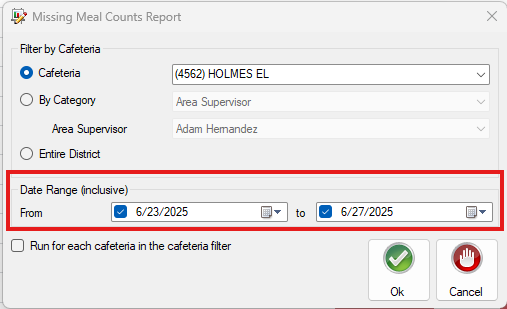 Missing Meal Counts Report
Filter by Cafeteria
Cafeteria (4562) HOLMES EL
By Category Area Supervisor
Area Supervisor Adam Hernandez
Entire District
Date Range (inclusive)
From 6/23/2025 to 6/27/2025
Run for each cafeteria in the cafeteria filter
Ok Cancel